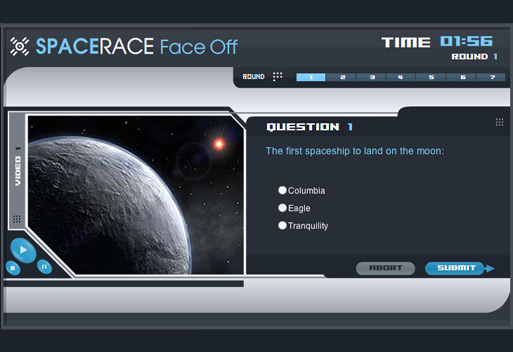 SPACERACE Face Off
TIME 01:56
ROUND 1
ROUND 1 2 3 4 5 6 7
VIDEO 1
QUESTION 1
The first spaceship to land on the moon:
Columbia
Eagle
Tranquility
ABORT SUBMIT